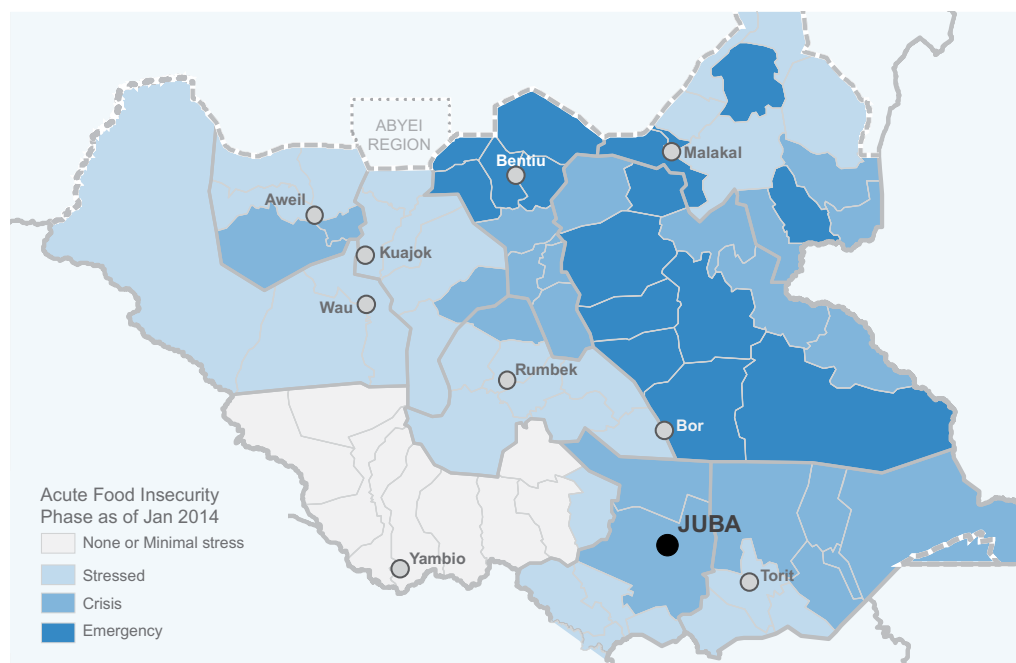 ABYEI
REGION
Bentiu
Malakal
Aweil
Kuajok
Wau
Rumbek
Bor
JUBA
Yambio
Torit
Acute Food Insecurity
Phase as of Jan 2014
None or Minimal stress
Stressed
Crisis
Emergency